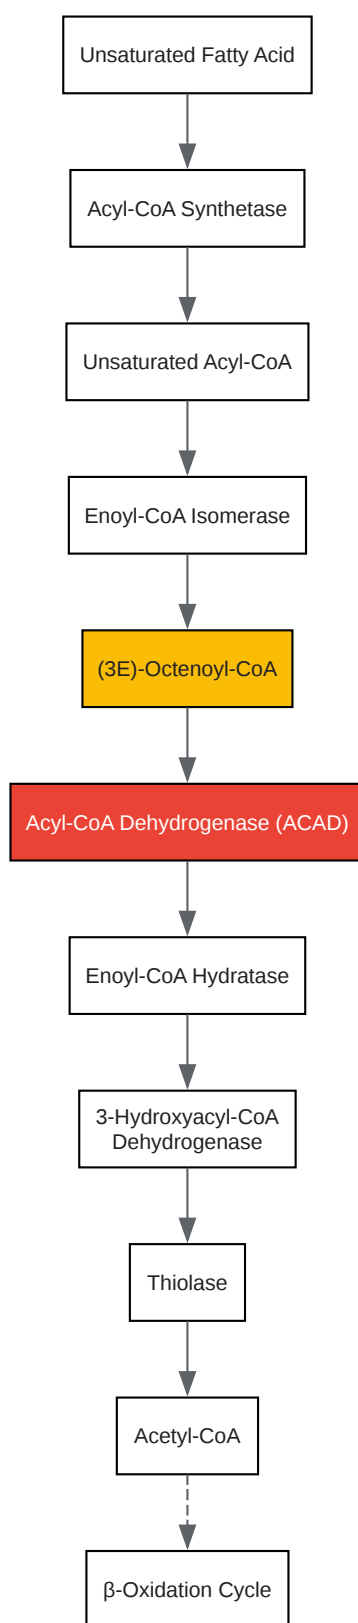 Unsaturated Fatty Acid
Acyl-CoA Synthetase
Unsaturated Acyl-CoA
Enoyl-CoA Isomerase
(3E)-Octenoyl-CoA
Acyl-CoA Dehydrogenase (ACAD)
Enoyl-CoA Hydratase
3-Hydroxyacyl-CoA
Dehydrogenase
Thiolase
Acetyl-CoA
β-Oxidation Cycle